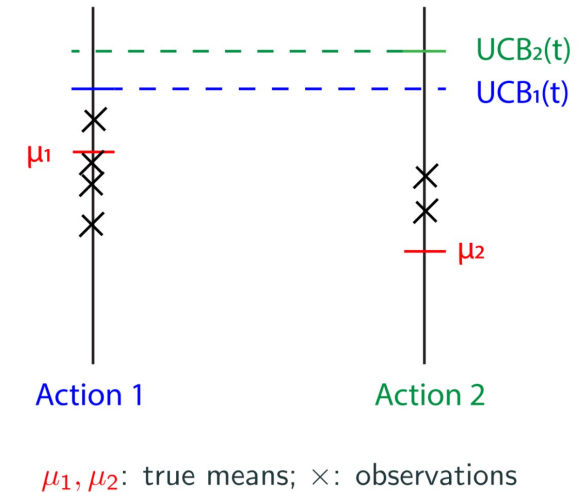 UCB₂(t)
UCB₁(t)
μ₁
μ₂
Action 1
Action 2
μ₁, μ₂: true means; ×: observations